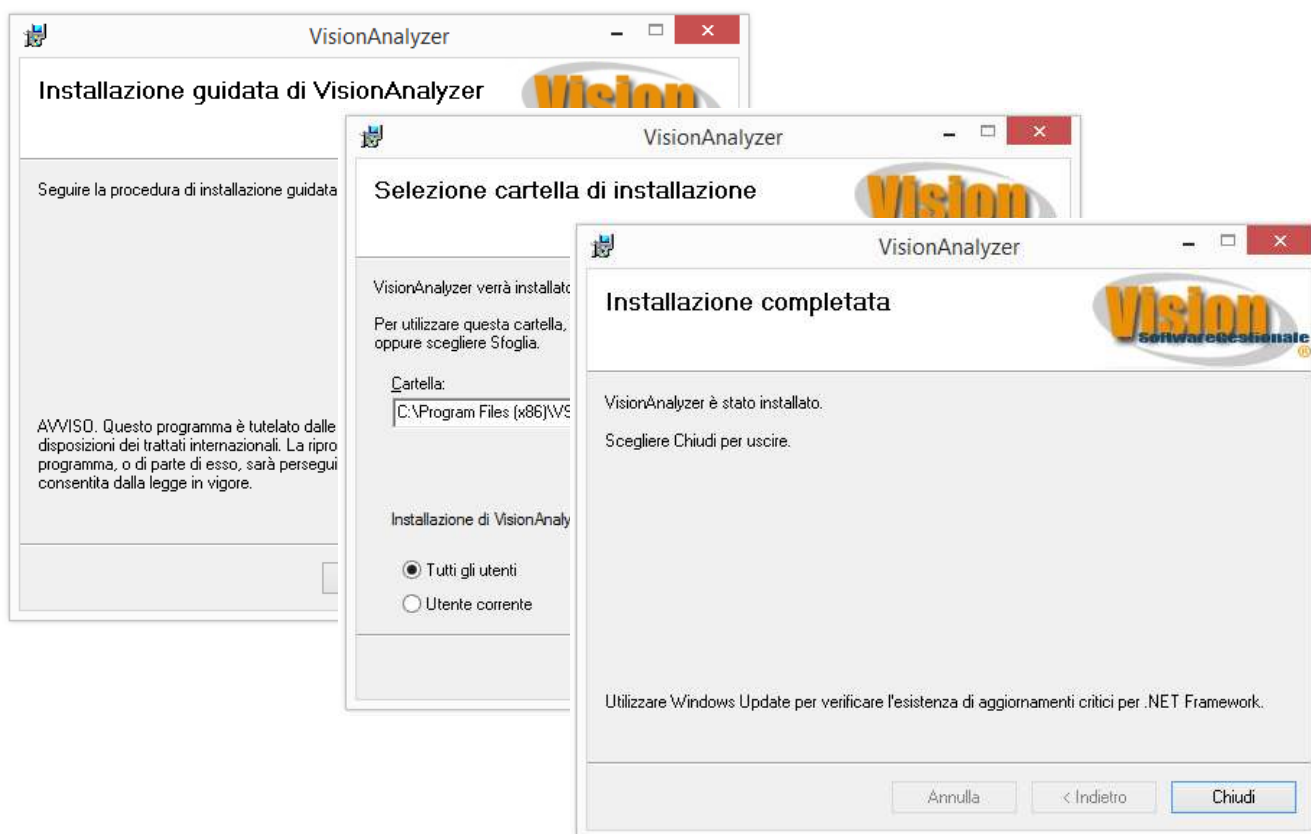 VisionAnalyzer
Installazione guidata di VisionAnalyzer
Vision
Seguire la procedura di installazione guidata
AVVISO. Questo programma è tutelato dalle
disposizioni dei trattati internazionali. La ripro
programma, o di parte di esso, sarà persegui
consentita dalla legge in vigore.
VisionAnalyzer
Selezione cartella di installazione
Vision
VisionAnalyzer verrà installato
Per utilizzare questa cartella,
oppure scegliere Sfoglia.
Cartella:
C:\Program Files (x86)\VS
Installazione di VisionAnaly
Tutti gli utenti
Utente corrente
VisionAnalyzer
Installazione completata
Vision
SoftwareGestionale
®
VisionAnalyzer è stato installato.
Scegliere Chiudi per uscire.
Utilizzare Windows Update per verificare l'esistenza di aggiornamenti critici per .NET Framework.
Annulla
< Indietro
Chiudi